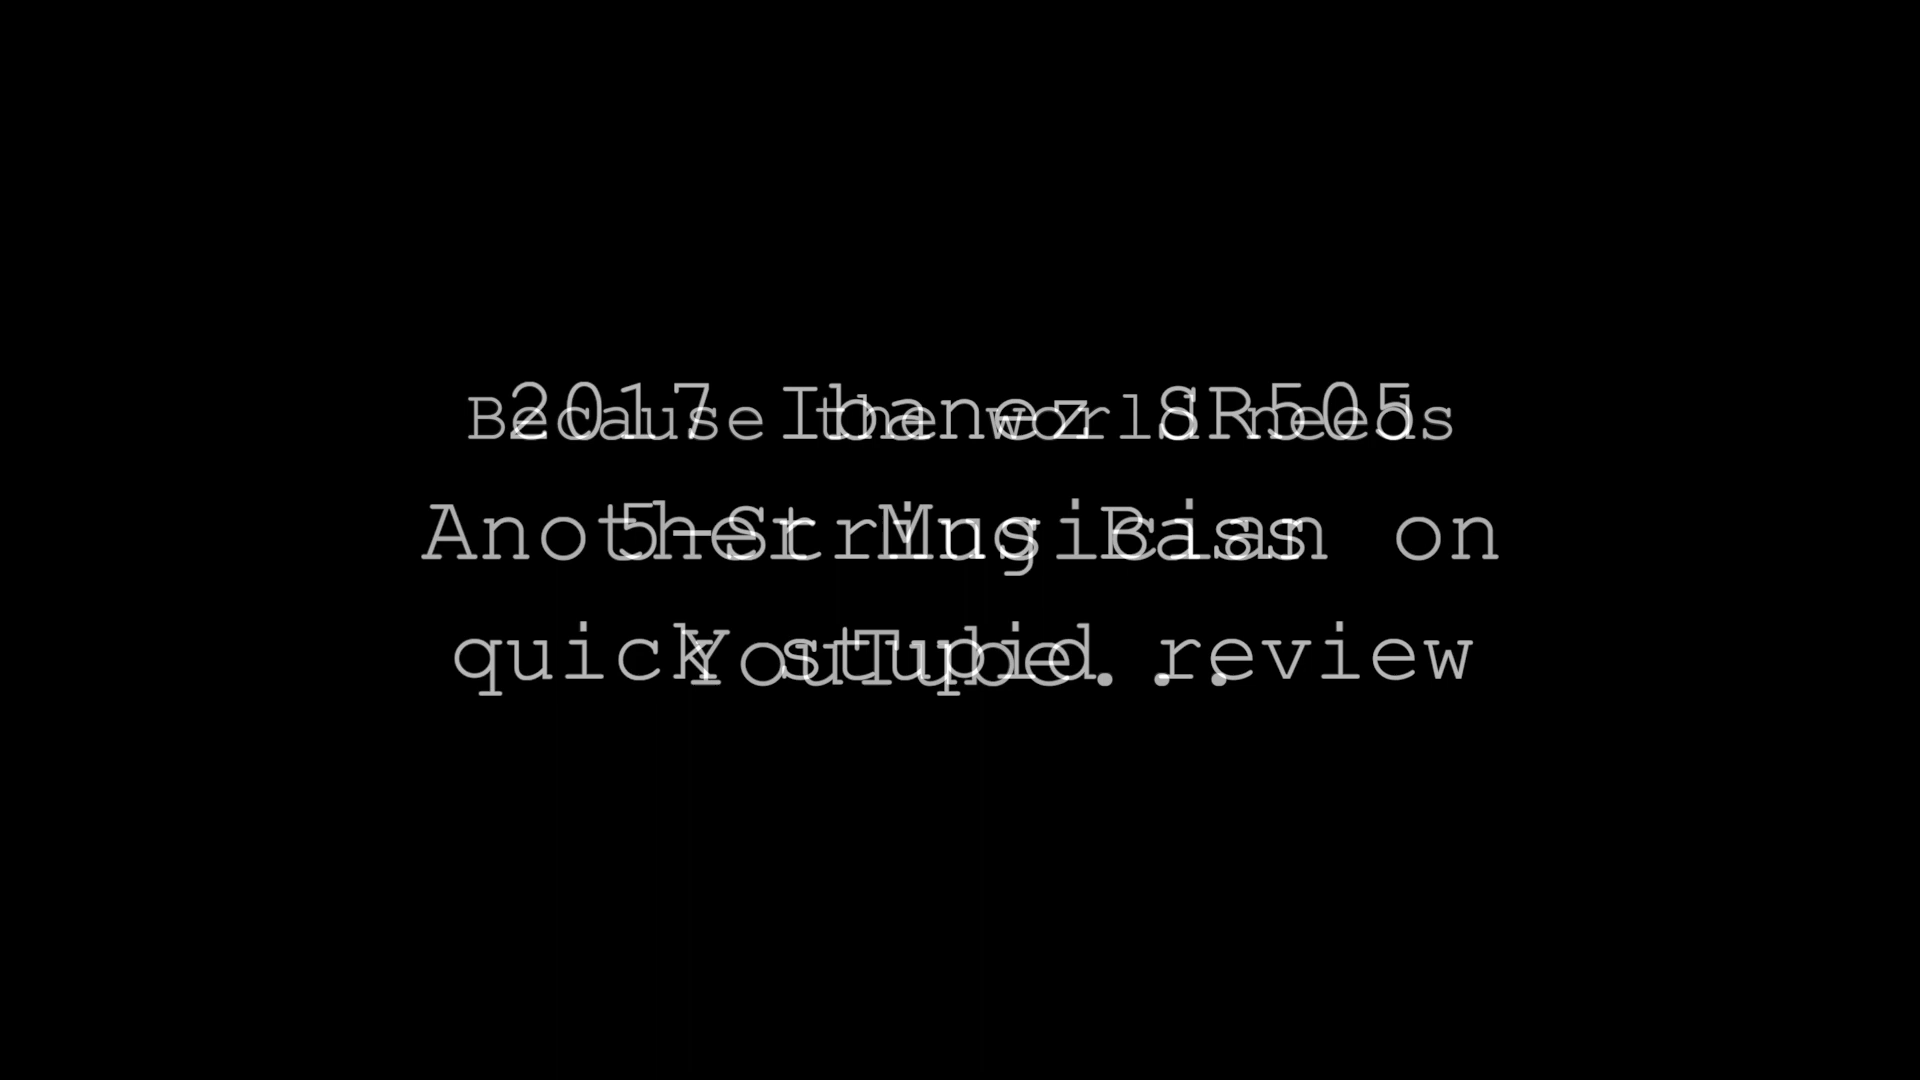 Because the world needs
Another Musician on
YouTube...
2017 Ibanez SR505
5-String Bass
quick stupid review